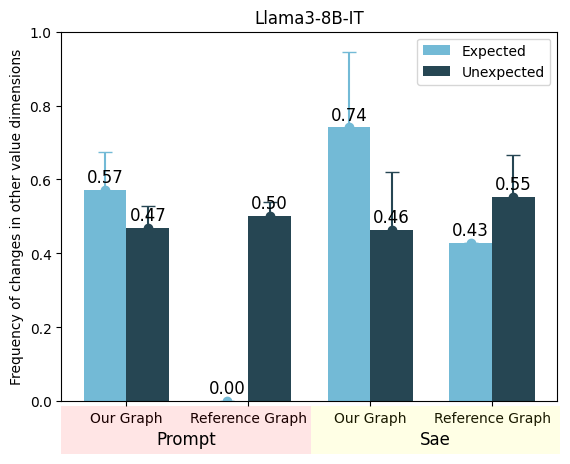 Llama3-8B-IT
Frequency of changes in other value dimensions
1.0
0.8
0.6
0.4
0.2
0.0
Expected
Unexpected
0.57
0.47
0.00
0.50
0.74
0.46
0.43
0.55
Our Graph Reference Graph Our Graph Reference Graph
Prompt Sae